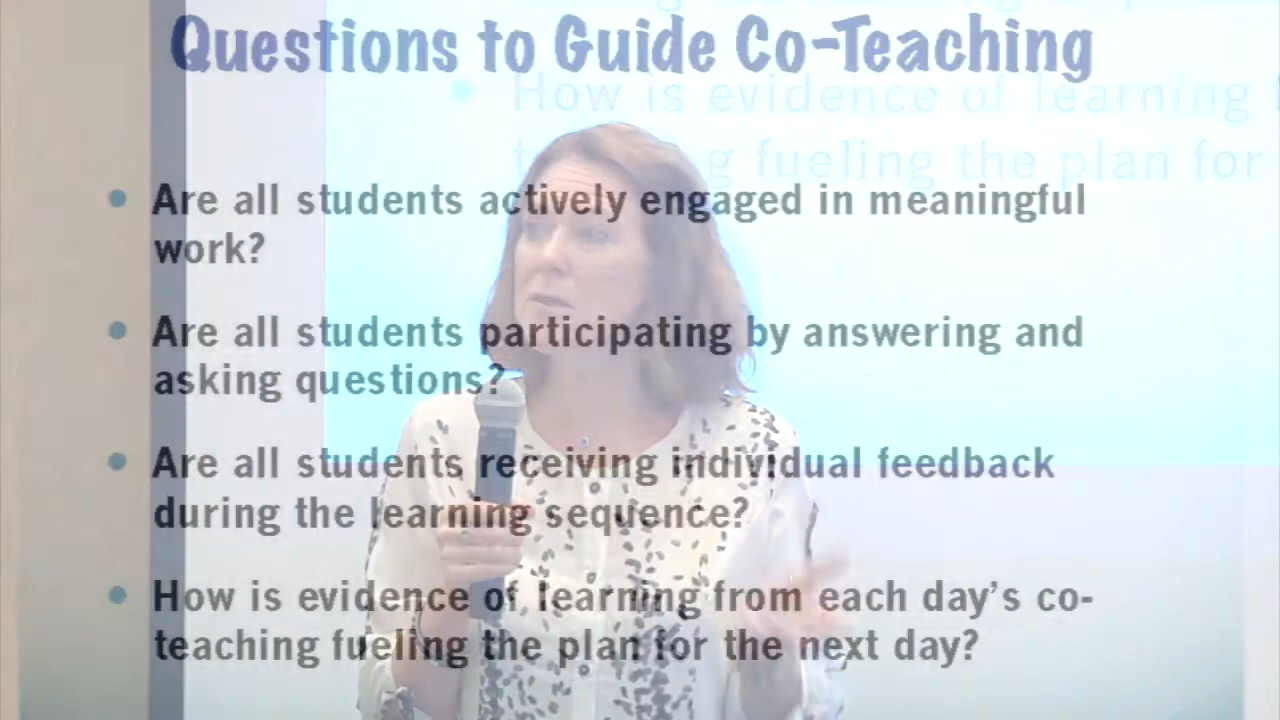 Questions to Guide Co-Teaching
How is evidence of learning
fueling the plan for
Are all students actively engaged in meaningful
work?
Are all students participating by answering and
asking questions?
Are all students receiving individual feedback
during the learning sequence?
How is evidence of learning from each day's co-
teaching fueling the plan for the next day?